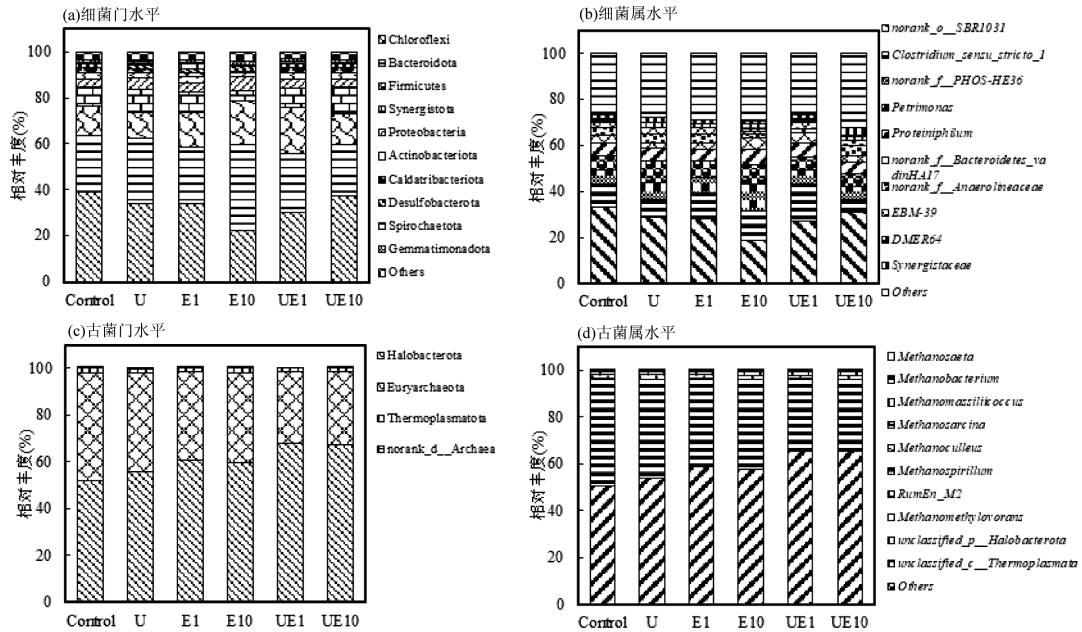 (a)细菌门水平
相对丰度(%)
100
80
60
40
20
0
Control U E1 E10 UE1 UE10
Chloroflexi
Bacteroidota
Firmicutes
Synergistota
Proteobacteria
Actinobacteriota
Caldatribacteriota
Desulfobacterota
Spirochaetota
Gemmatimonadota
Others
(b)细菌属水平
相对丰度(%)
100
80
60
40
20
0
Control U E1 E10 UE1 UE10
norank_o__SBR1031
Clostridium_sensu_stricto_1
norank_f__PHOS-HE36
Petrimonas
Proteiniphilum
norank_f__Bacteroidetes_va
dinHA17
norank_f__Anaerolineaceae
EBM-39
DMER64
Synergistaceae
Others
(c)古菌门水平
相对丰度(%)
100
80
60
40
20
0
Control U E1 E10 UE1 UE10
Halobacterota
Euryarchaeota
Thermoplasmatota
norank_d__Archaea
(d)古菌属水平
相对丰度(%)
100
80
60
40
20
0
Control U E1 E10 UE1 UE10
Methanosaeta
Methanobacterium
Methanomassiliicoccus
Methanosarcina
Methanoculleus
Methanospirillum
RumEn_M2
Methanomethylovorans
unclassified_p__Halobacterota
unclassified_c__Thermoplasmata
Others